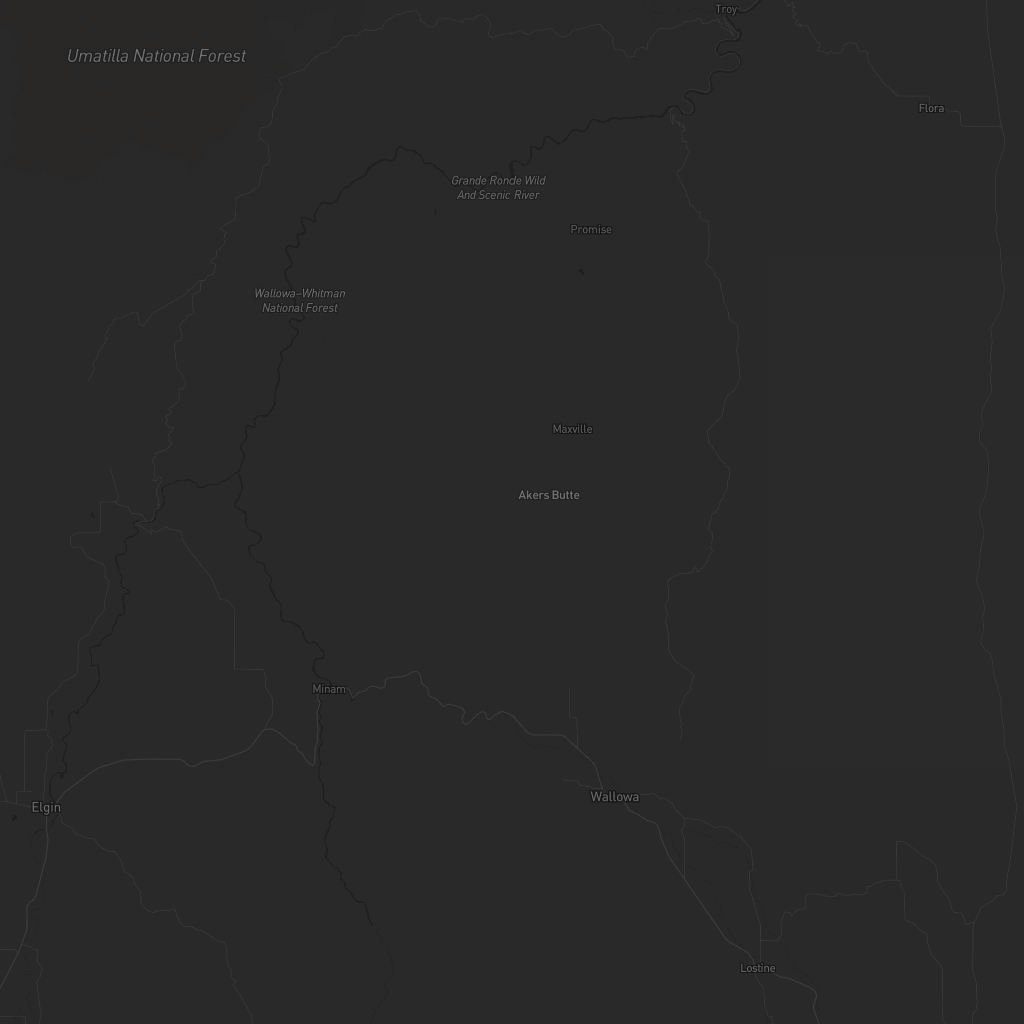 Troy
Umatilla National Forest
Flora
Grande Ronde Wild
And Scenic River
Promise
Wallowa–Whitman
National Forest
Maxville
Akers Butte
Minam
Wallowa
Elgin
Lostine